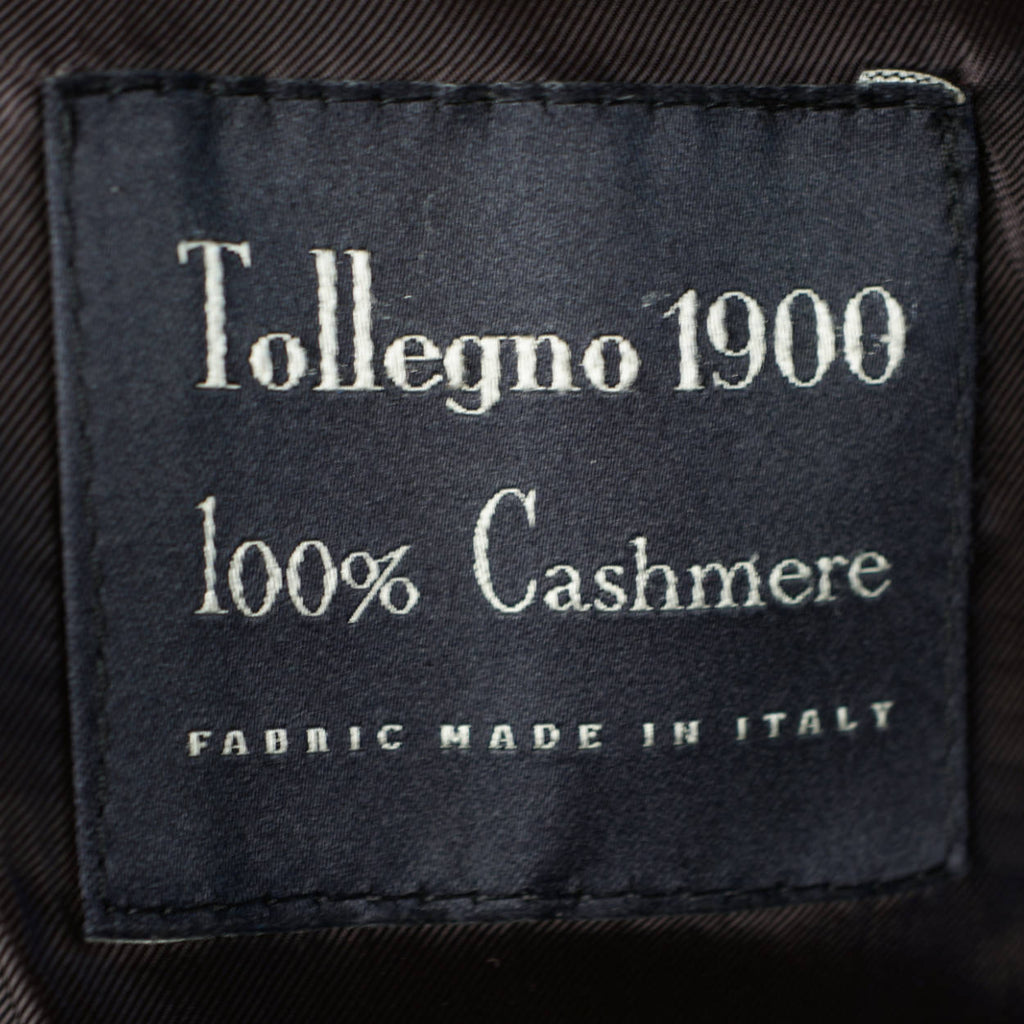 Tollegno 1900
100% Cashmere
FABRIC MADE IN ITALY